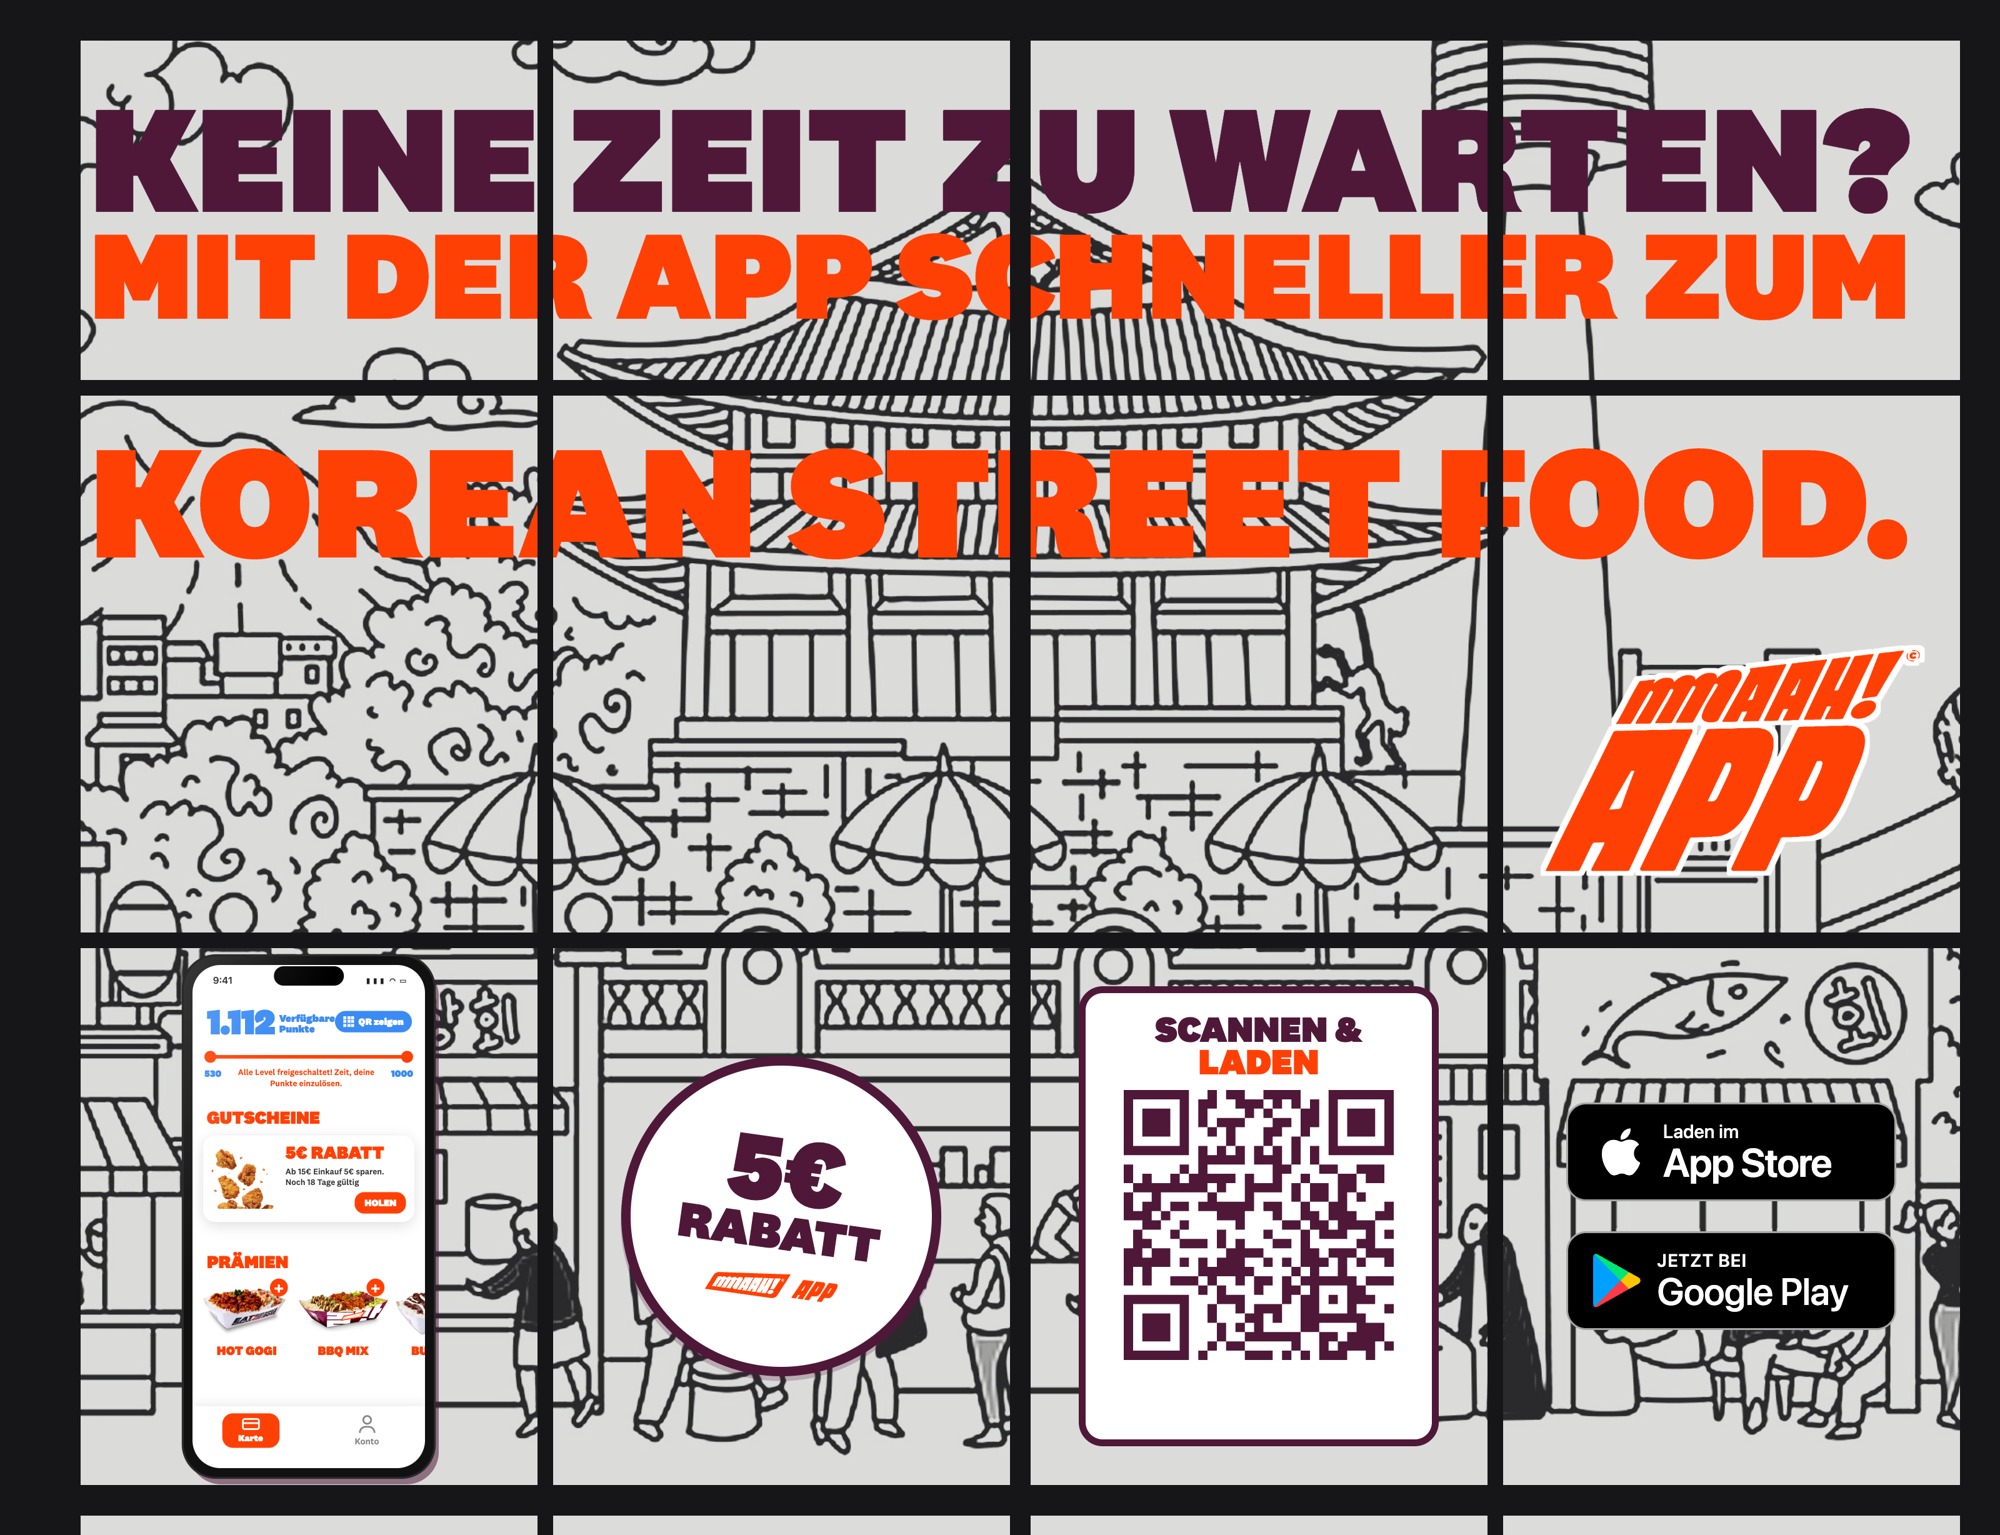 KEINE ZEIT ZU WARTEN?
MIT DER APP SCHNELLER ZUM
KOREAN STREET FOOD.
mmAAH!
APP
9:41
1.112 Verfügbare Punkte
QR zeigen
530
Alle Level freigeschaltet! Zeit, deine
Punkte einzulösen.
1000
GUTSCHEINE
5€ RABATT
Ab 15€ Einkauf 5€ sparen.
Noch 18 Tage gültig
HOLEN
PRÄMIEN
HOT GOGI
BBQ MIX
BU
Karte
Konto
5€
RABATT
mmAAH! APP
SCANNEN &
LADEN
회
Laden im
App Store
JETZT BEI
Google Play